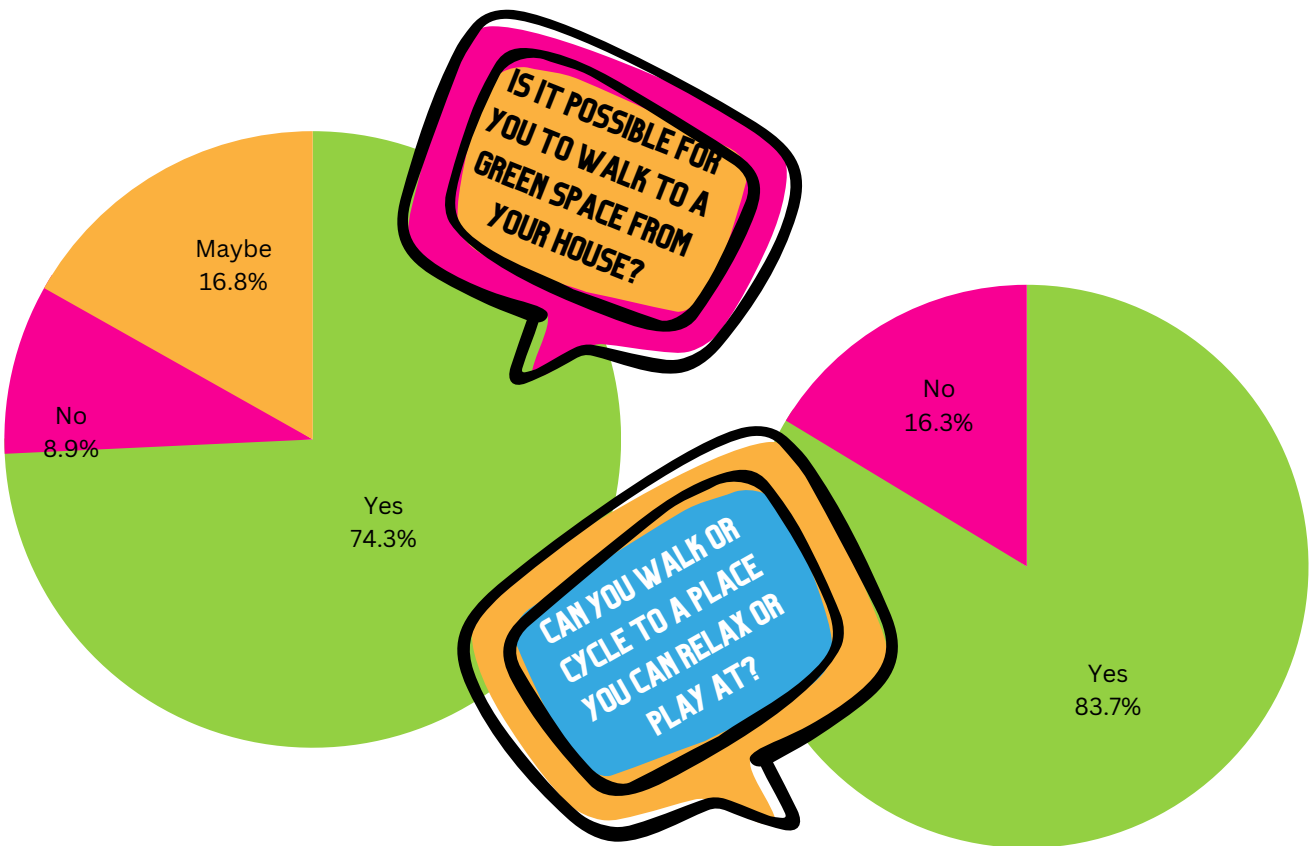 IS IT POSSIBLE FOR
YOU TO WALK TO A
GREEN SPACE FROM
YOUR HOUSE?
Maybe
16.8%
No
8.9%
Yes
74.3%
CAN YOU WALK OR
CYCLE TO A PLACE
YOU CAN RELAX OR
PLAY AT?
No
16.3%
Yes
83.7%